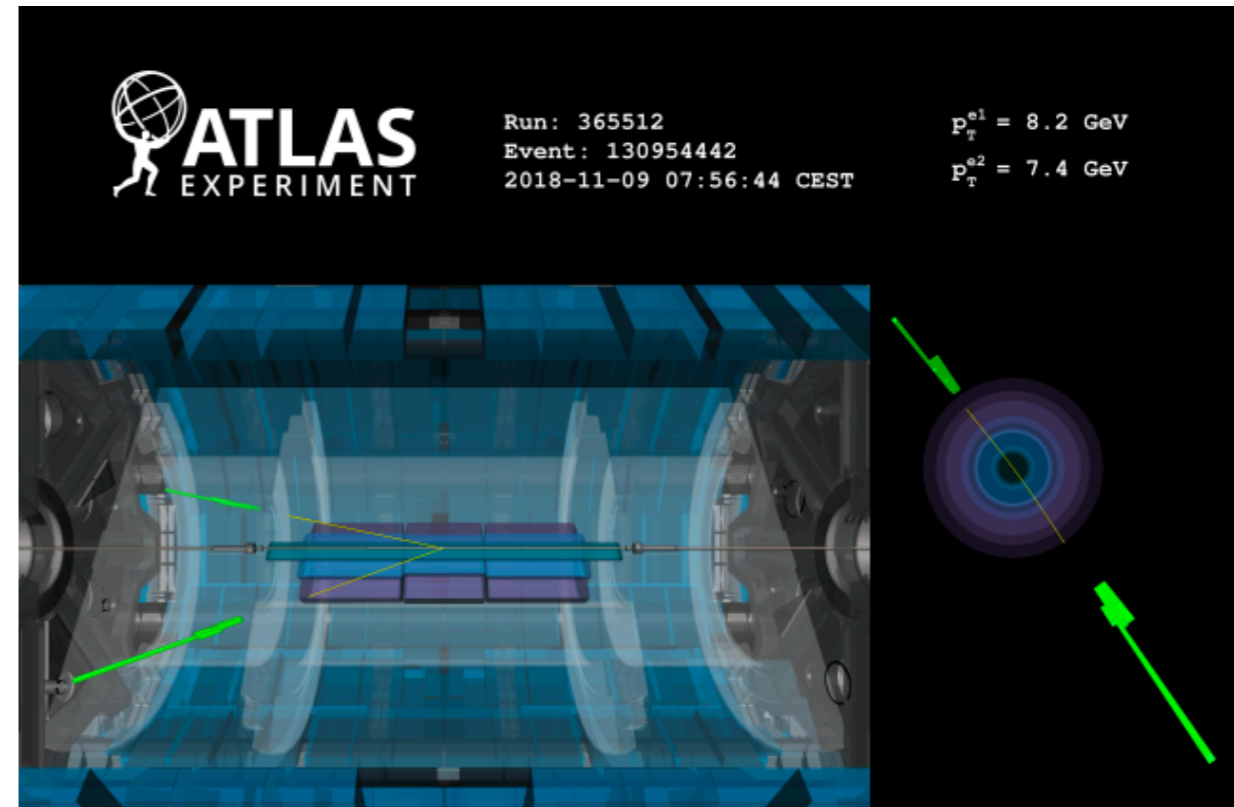 ATLAS
EXPERIMENT
Run: 365512
Event: 130954442
2018-11-09 07:56:44 CEST
p_T^e1 = 8.2 GeV
p_T^e2 = 7.4 GeV